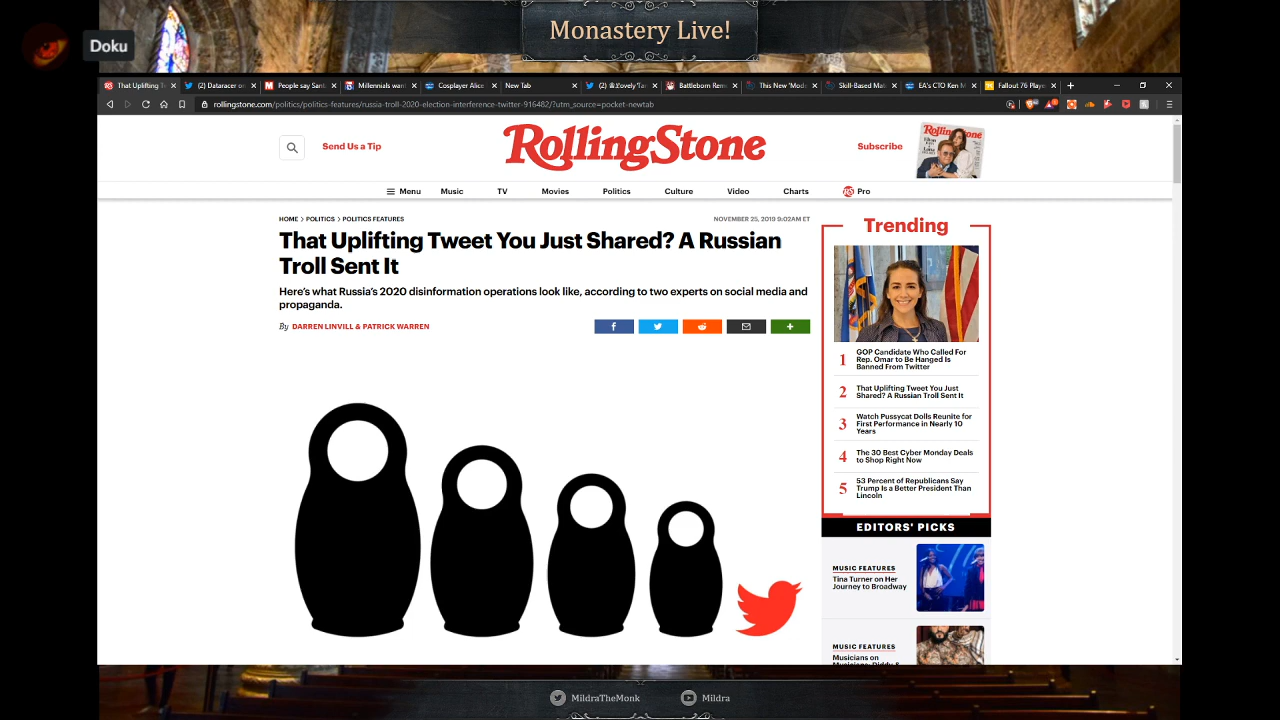 Monastery Live!
Doku
That Uplifting T
(2) Dataracer on
People say Sant
Millennials want
Cosplayer Alice
New Tab
Battleborn Rem
This New 'Mode
Skill-Based Mat
EA's CTO Ken M
Fallout 76 Playe
rollingstone.com/politics/politics-features/russia-troll-2020-election-interference-twitter-916482/?utm_source=pocket-newtab
Send Us a Tip
RollingStone
Subscribe
Menu
Music
TV
Movies
Politics
Culture
Video
Charts
RS Pro
HOME > POLITICS > POLITICS FEATURES
NOVEMBER 25, 2019 9:02AM ET
That Uplifting Tweet You Just Shared? A Russian
Troll Sent It
Here's what Russia's 2020 disinformation operations look like, according to two experts on social media and
propaganda.
By DARREN LINVILL & PATRICK WARREN
Trending
1 GOP Candidate Who Called For
Rep. Omar to Be Hanged Is
Banned From Twitter
2 That Uplifting Tweet You Just
Shared? A Russian Troll Sent It
3 Watch Pussycat Dolls Reunite for
First Performance in Nearly 10
Years
4 The 30 Best Cyber Monday Deals
to Shop Right Now
5 53 Percent of Republicans Say
Trump Is a Better President Than
Lincoln
EDITORS' PICKS
MUSIC FEATURES
Tina Turner on Her
Journey to Broadway
MUSIC FEATURES
Musicians on
MildraTheMonk
Mildra